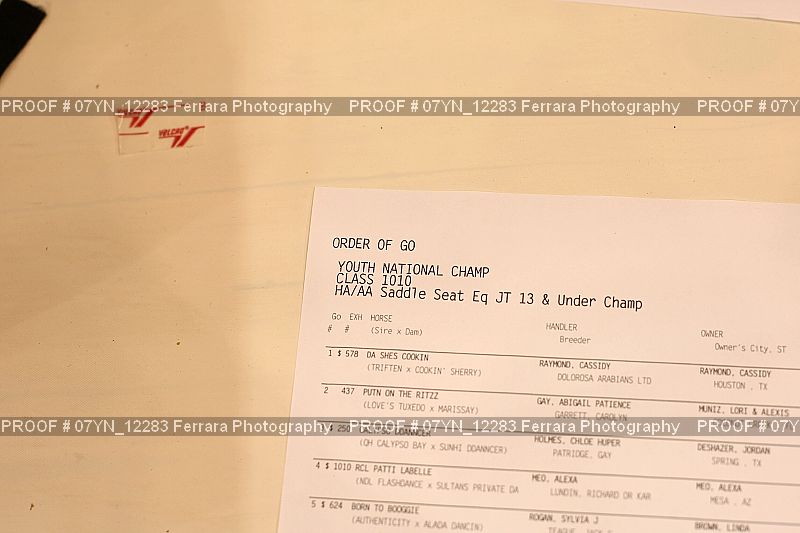 PROOF # 07YN_12283 Ferrara Photography PROOF # 07YN_12283 Ferrara Photography PROOF # 07Y
VELCRO
ORDER OF GO
YOUTH NATIONAL CHAMP
CLASS 1010
HA/AA Saddle Seat Eq JT 13 & Under Champ
Go EXH HORSE HANDLER OWNER
# # (Sire x Dam) Breeder Owner's City, ST
1 $ 578 DA SHES COOKIN RAYMOND, CASSIDY RAYMOND, CASSIDY
(TRIFTEN x COOKIN' SHERRY) DOLOROSA ARABIANS LTD HOUSTON , TX
2 437 PUTN ON THE RITZZ GAY, ABIGAIL PATIENCE MUNIZ, LORI & ALEXIS
(LOVE'S TUXEDO x MARISSAY) GARRETT, CAROLYN
PROOF # 07YN_12283 Ferrara Photography PROOF # 07YN_12283 Ferrara Photography PROOF # 07Y
$ 250 HOLMES, CHLOE HUPER DESHAZER, JORDAN
(OH CALYPSO BAY x SUNHI DDANNCER) PATRIDGE, GAY SPRING , TX
4 $ 1010 RCL PATTI LABELLE MEO, ALEXA MEO, ALEXA
(NDL FLASHDANCE x SULTANS PRIVATE DA LUNDIN, RICHARD OR KAR MESA , AZ
5 $ 624 BORN TO BOOGGIE ROGAN, SYLVIA J BROWN, LINDA
(AUTHENTICITY x ALADA DANCIN)